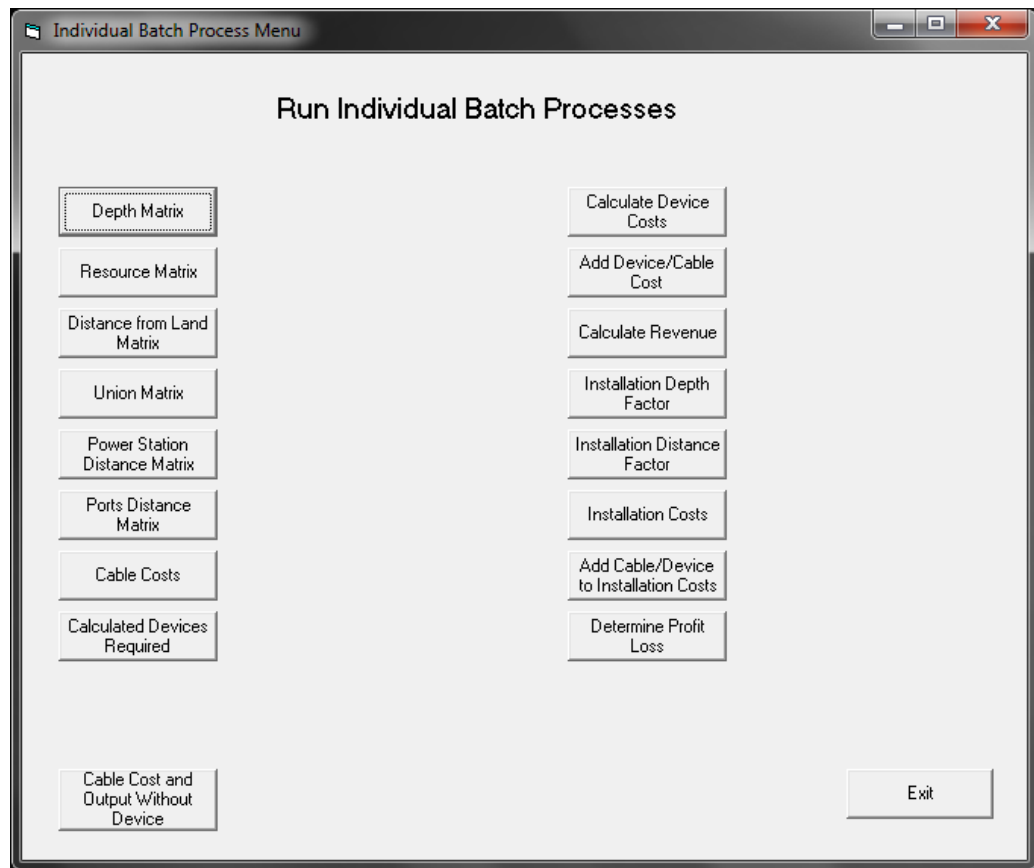 Individual Batch Process Menu
Run Individual Batch Processes
Depth Matrix
Resource Matrix
Distance from Land
Matrix
Union Matrix
Power Station
Distance Matrix
Ports Distance
Matrix
Cable Costs
Calculated Devices
Required
Cable Cost and
Output Without
Device
Calculate Device
Costs
Add Device/Cable
Cost
Calculate Revenue
Installation Depth
Factor
Installation Distance
Factor
Installation Costs
Add Cable/Device
to Installation Costs
Determine Profit
Loss
Exit